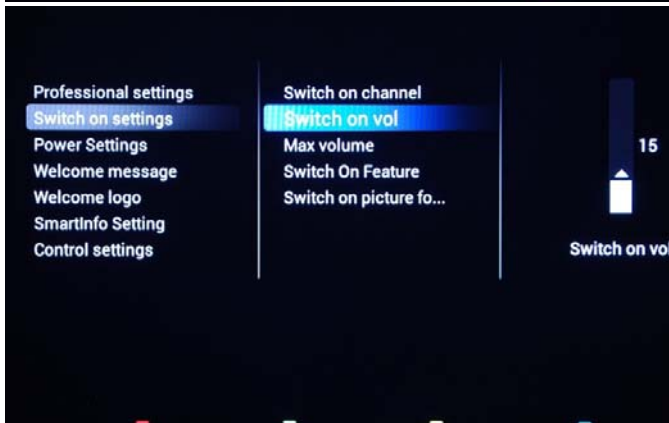 Professional settings
Switch on settings
Power Settings
Welcome message
Welcome logo
SmartInfo Setting
Control settings
Switch on channel
Switch on vol
Max volume
Switch On Feature
Switch on picture fo...
15
Switch on vol